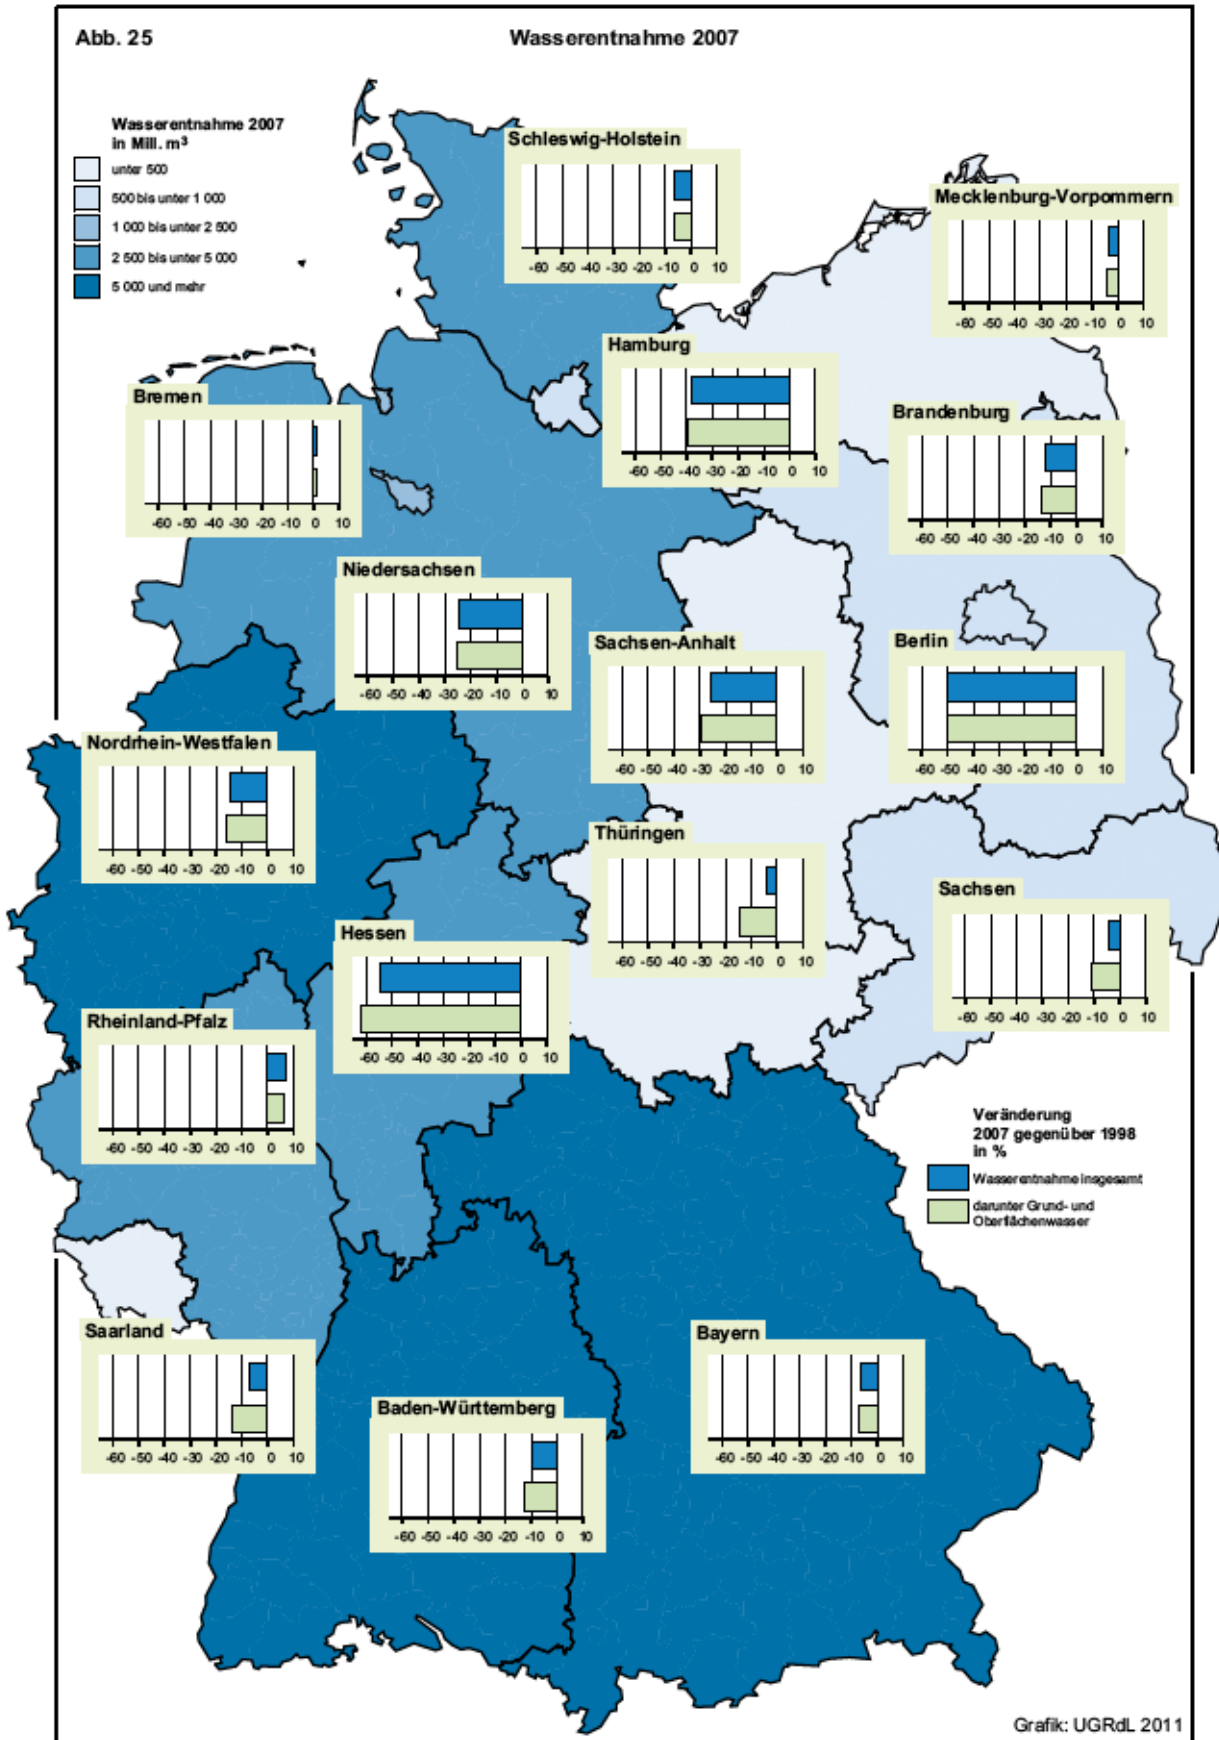 Abb. 25
Wasserentnahme 2007
Wasserentnahme 2007
in Mill. m³
unter 500
500 bis unter 1 000
1 000 bis unter 2 500
2 500 bis unter 5 000
5 000 und mehr
Schleswig-Holstein
-60 -50 -40 -30 -20 -10 0 10
Mecklenburg-Vorpommern
-60 -50 -40 -30 -20 -10 0 10
Hamburg
-60 -50 -40 -30 -20 -10 0 10
Bremen
-60 -50 -40 -30 -20 -10 0 10
Brandenburg
-60 -50 -40 -30 -20 -10 0 10
Niedersachsen
-60 -50 -40 -30 -20 -10 0 10
Sachsen-Anhalt
-60 -50 -40 -30 -20 -10 0 10
Berlin
-60 -50 -40 -30 -20 -10 0 10
Nordrhein-Westfalen
-60 -50 -40 -30 -20 -10 0 10
Thüringen
-60 -50 -40 -30 -20 -10 0 10
Sachsen
-60 -50 -40 -30 -20 -10 0 10
Hessen
-60 -50 -40 -30 -20 -10 0 10
Rheinland-Pfalz
-60 -50 -40 -30 -20 -10 0 10
Veränderung
2007 gegenüber 1998
in %
Wasserentnahme insgesamt
darunter Grund- und
Oberflächenwasser
Saarland
-60 -50 -40 -30 -20 -10 0 10
Bayern
-60 -50 -40 -30 -20 -10 0 10
Baden-Württemberg
-60 -50 -40 -30 -20 -10 0 10
Grafik: UGRdL 2011